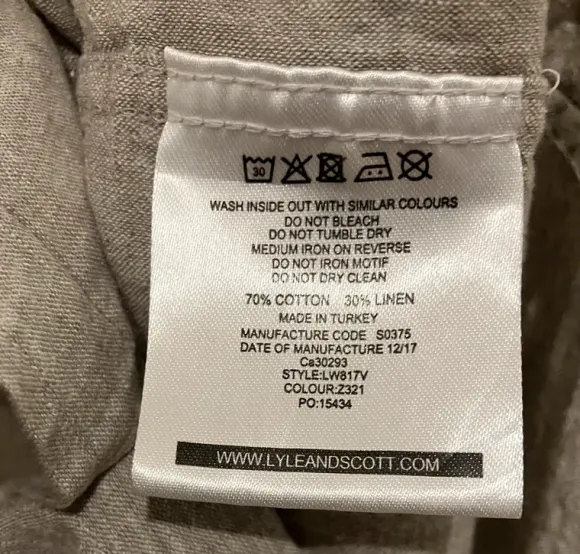 30
WASH INSIDE OUT WITH SIMILAR COLOURS
DO NOT BLEACH
DO NOT TUMBLE DRY
MEDIUM IRON ON REVERSE
DO NOT IRON MOTIF
DO NOT DRY CLEAN
70% COTTON 30% LINEN
MADE IN TURKEY
MANUFACTURE CODE S0375
DATE OF MANUFACTURE 12/17
Ca30293
STYLE:LW817V
COLOUR:Z321
PO:15434
WWW.LYLEANDSCOTT.COM